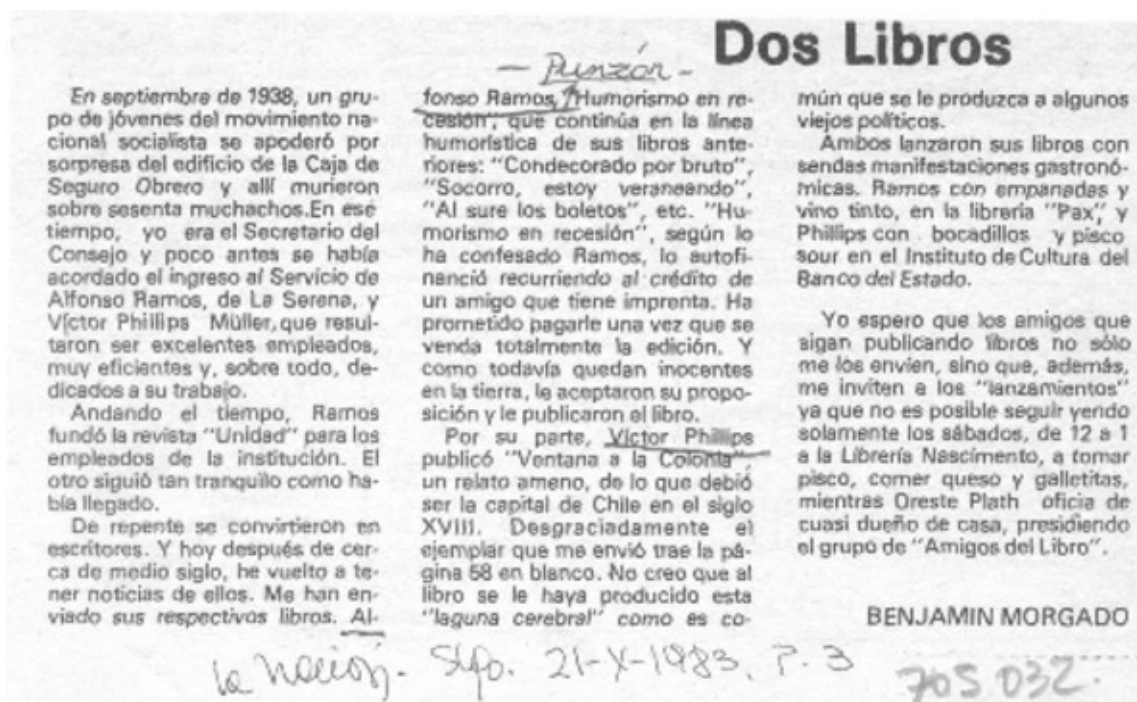 Dos Libros
En septiembre de 1938, un gru-
po de jóvenes del movimiento na-
cional socialista se apoderó por
sorpresa del edificio de la Caja de
Seguro Obrero y allí murieron
sobre sesenta muchachos.En ese
tiempo, yo era el Secretario del
Consejo y poco antes se había
acordado el ingreso al Servicio de
Alfonso Ramos, de La Serena, y
Víctor Phillips Müller, que resul-
taron ser excelentes empleados,
muy eficientes y, sobre todo, de-
dicados a su trabajo.
Andando el tiempo, Ramos
fundó la revista "Unidad" para los
empleados de la institución. El
otro siguió tan tranquilo como ha-
bía llegado.
De repente se convirtieron en
escritores. Y hoy después de cer-
ca de medio siglo, he vuelto a te-
ner noticias de ellos. Me han en-
viado sus respectivos libros. Al-
- Punzón -
fonso Ramos, "Humorismo en re-
cesión", que continúa en la línea
humorística de sus libros ante-
riores: "Condecorado por bruto",
"Socorro, estoy veraneando",
"Al sure los boletos", etc. "Hu-
morismo en recesión", según lo
ha confesado Ramos, lo autofi-
nanció recurriendo al crédito de
un amigo que tiene imprenta. Ha
prometido pagarle una vez que se
venda totalmente la edición. Y
como todavía quedan inocentes
en la tierra, le aceptaron su propo-
sición y le publicaron el libro.
Por su parte, Víctor Phillips
publicó "Ventana a la Colonia",
un relato ameno, de lo que debió
ser la capital de Chile en el siglo
XVIII. Desgraciadamente el
ejemplar que me envió trae la pá-
gina 58 en blanco. No creo que al
libro se le haya producido esta
"laguna cerebral" como es co-
mún que se le produzca a algunos
viejos políticos.
Ambos lanzaron sus libros con
sendas manifestaciones gastronó-
micas. Ramos con empanadas y
vino tinto, en la librería "Pax", y
Phillips con bocadillos y pisco
sour en el Instituto de Cultura del
Banco del Estado.
Yo espero que los amigos que
sigan publicando libros no sólo
me los envíen, sino que, además,
me inviten a los "lanzamientos"
ya que no es posible seguir yendo
solamente los sábados, de 12 a 1
a la Librería Nascimento, a tomar
pisco, comer queso y galletitas,
mientras Oreste Plath oficia de
cuasi dueño de casa, presidiendo
el grupo de "Amigos del Libro".
BENJAMIN MORGADO
la Nación. Stgo. 21-X-1983. P. 3
705 032.